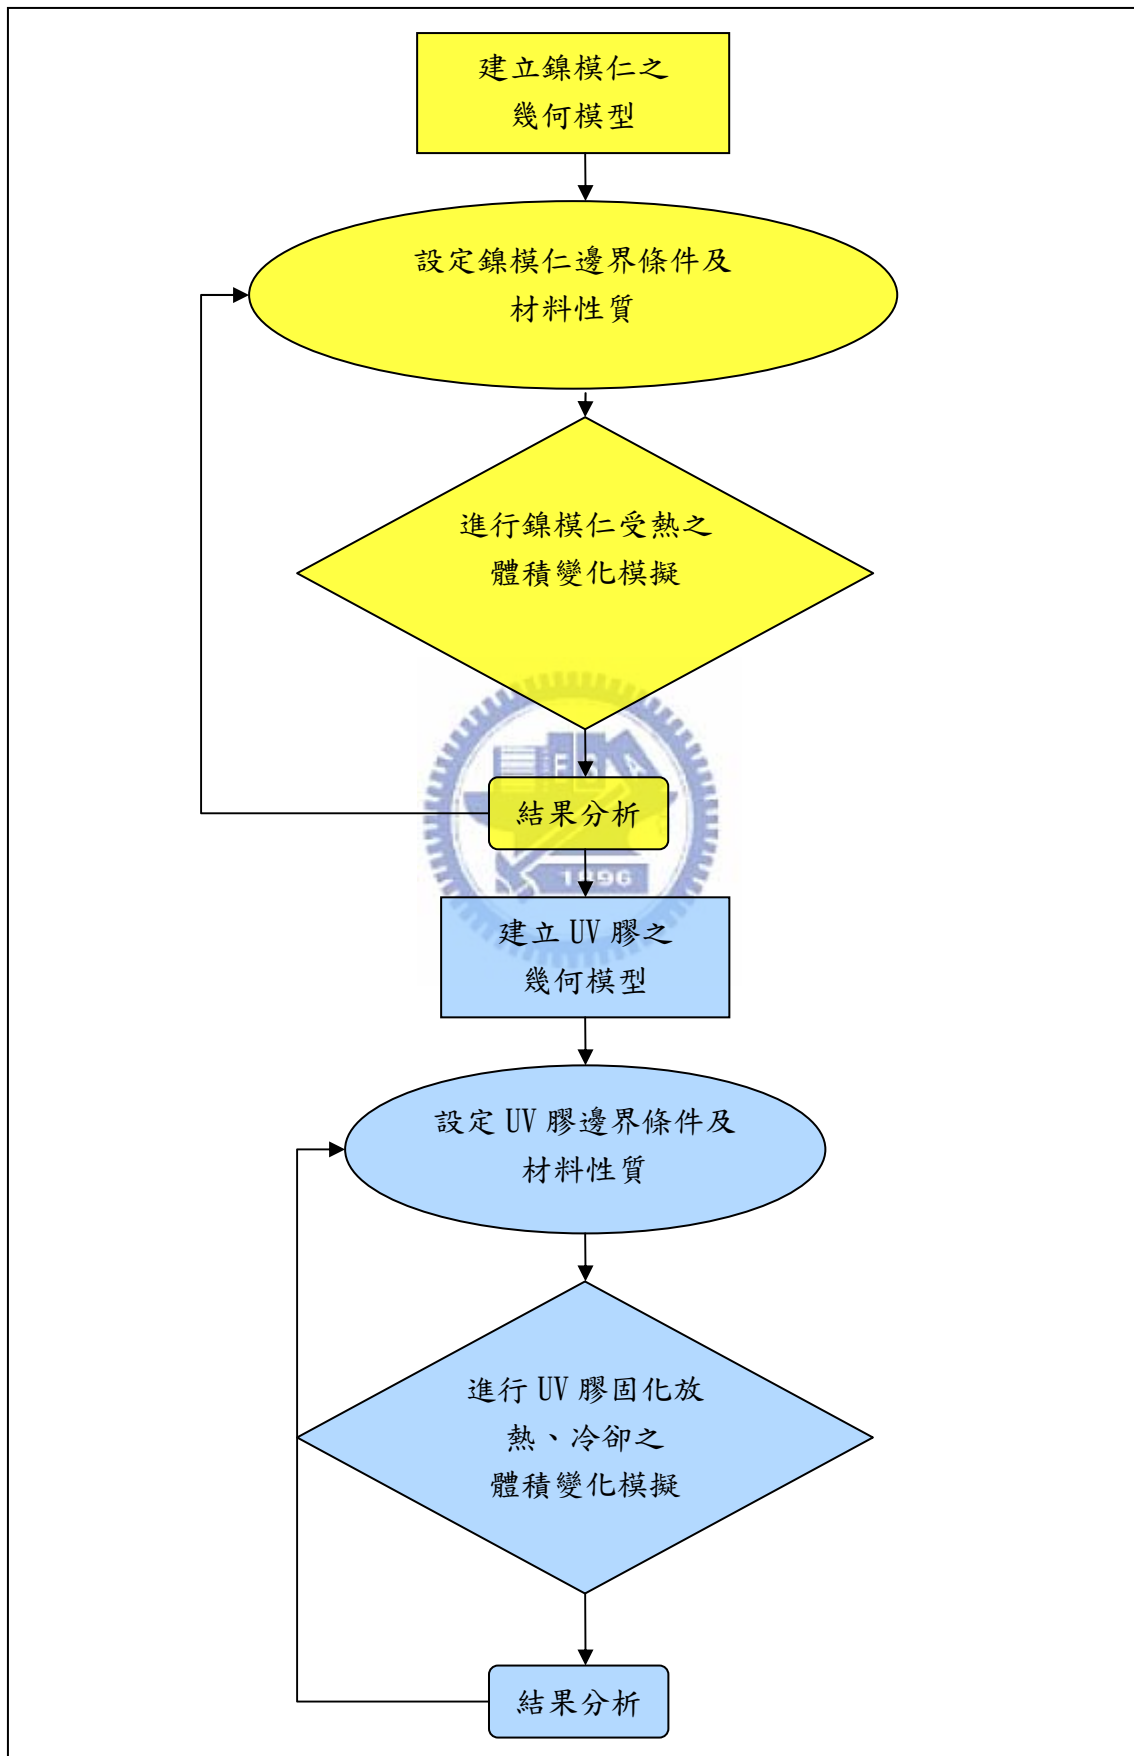 建立鎳模仁之
幾何模型
設定鎳模仁邊界條件及
材料性質
進行鎳模仁受熱之
體積變化模擬
結果分析
1896
建立 UV 膠之
幾何模型
設定 UV 膠邊界條件及
材料性質
進行 UV 膠固化放
熱、冷卻之
體積變化模擬
結果分析